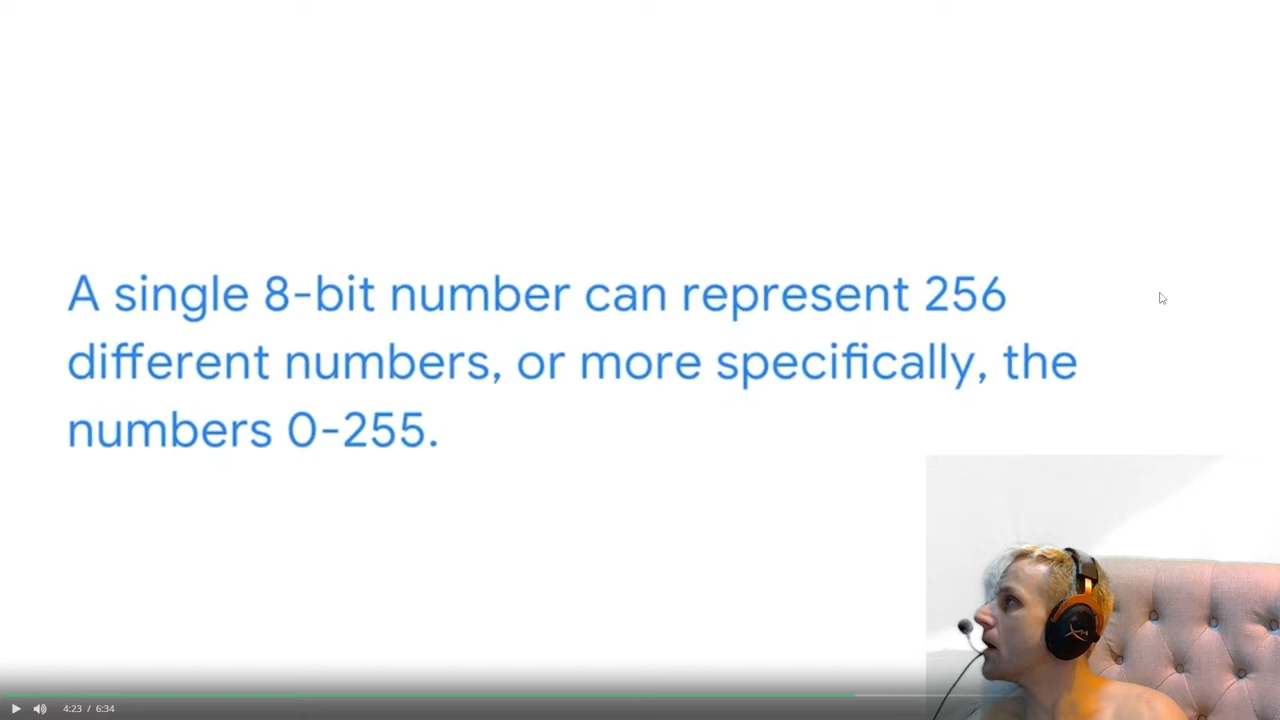 A single 8-bit number can represent 256
different numbers, or more specifically, the
numbers 0-255.
4:23 / 6:34